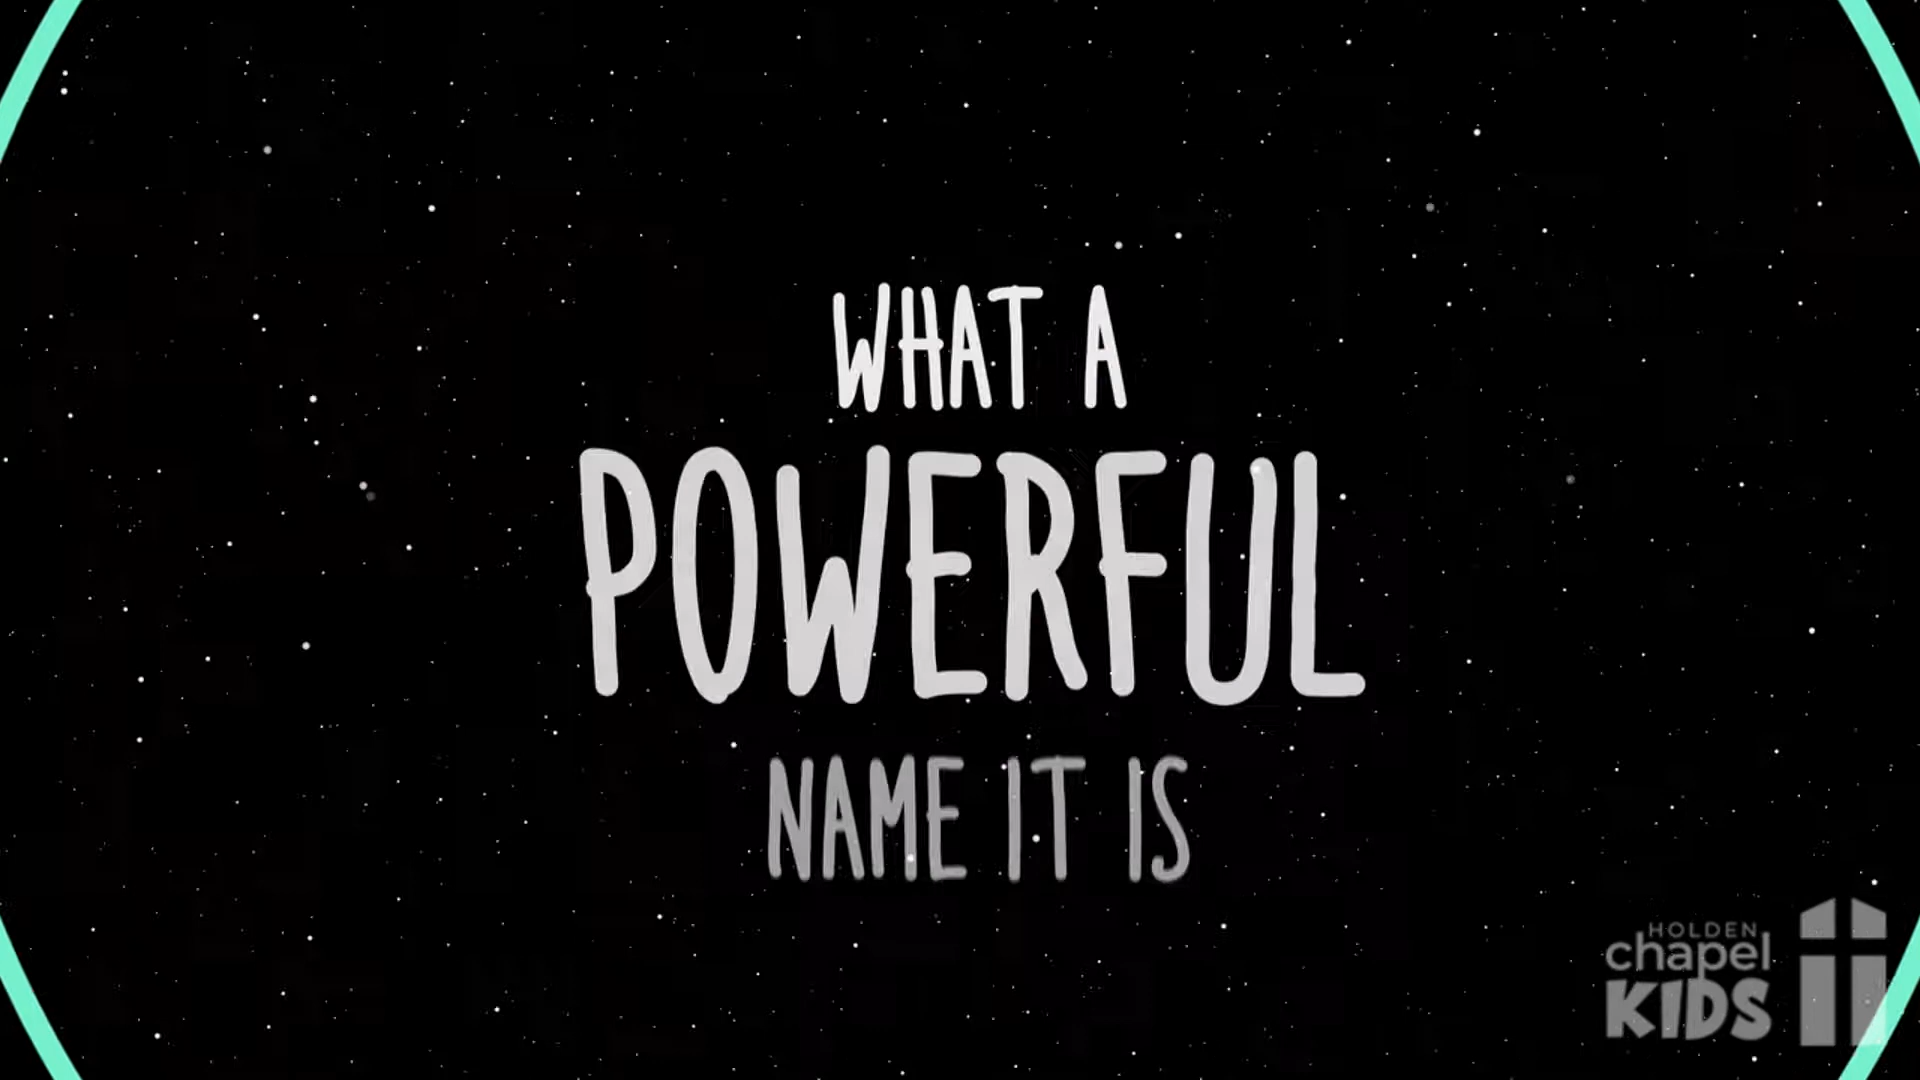 WHAT A
POWERFUL
NAME IT IS
HOLDEN
chapel
KIDS